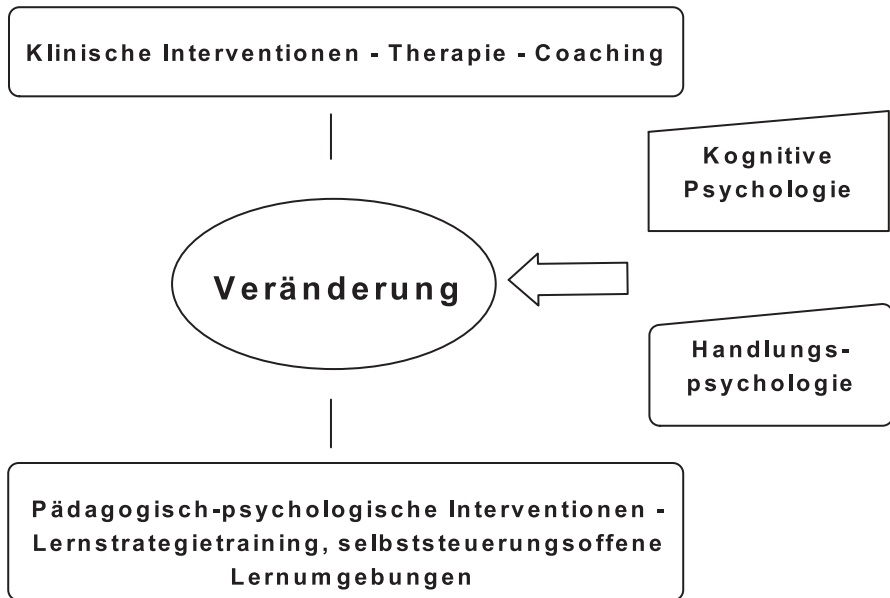 Klinische Interventionen - Therapie - Coaching
Kognitive
Psychologie
Veränderung
Handlungs-
psychologie
Pädagogisch-psychologische Interventionen -
Lernstrategietraining, selbststeuerungsoffene
Lernumgebungen